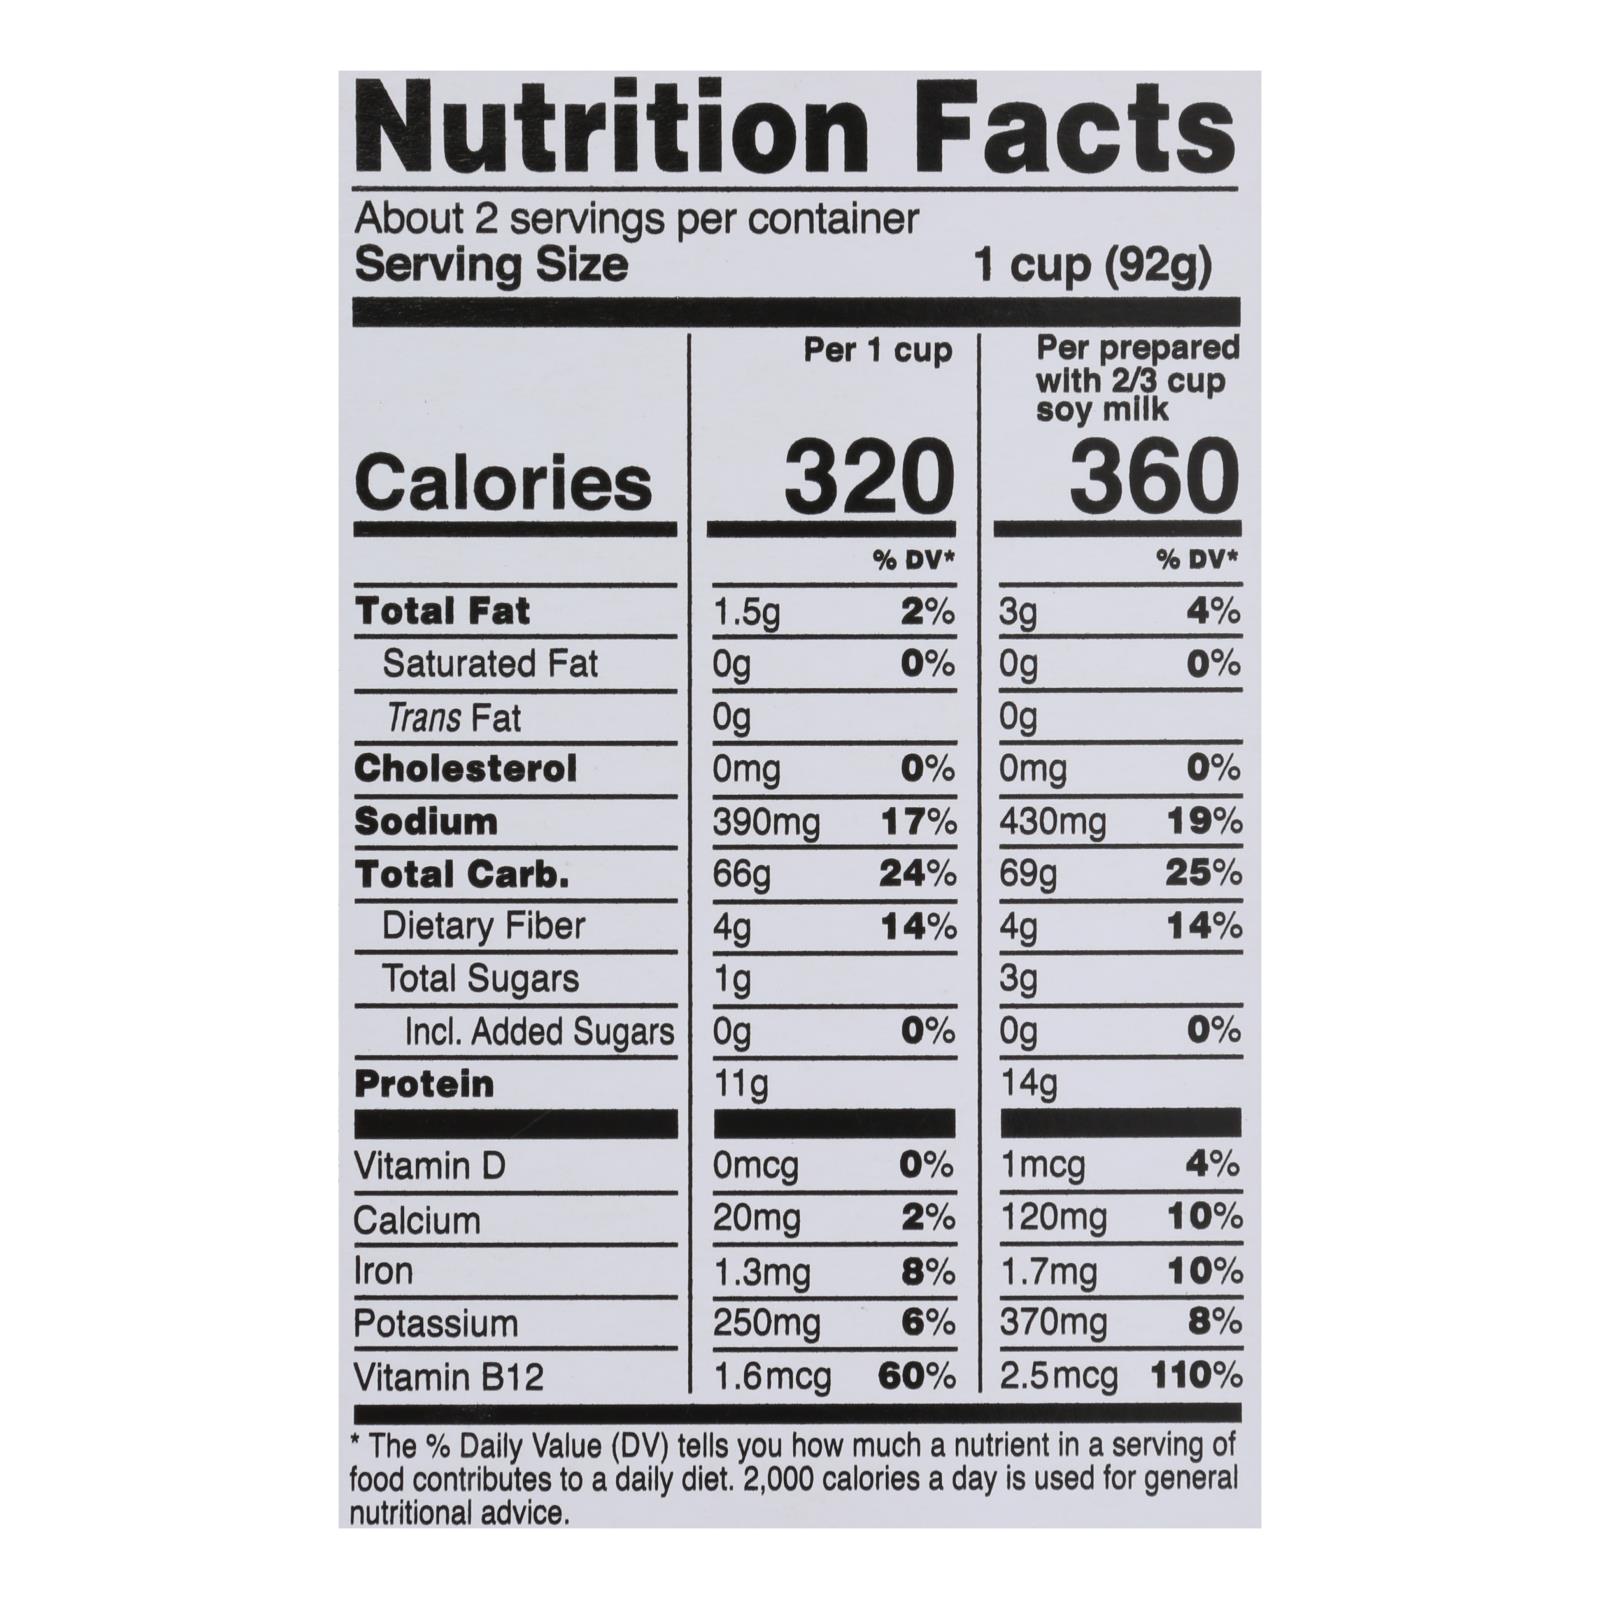 Nutrition Facts
About 2 servings per container
Serving Size 1 cup (92g)
Per 1 cup
Per prepared
with 2/3 cup
soy milk
Calories 320 360
% DV* % DV*
Total Fat 1.5g 2% 3g 4%
Saturated Fat 0g 0% 0g 0%
Trans Fat 0g 0g
Cholesterol 0mg 0% 0mg 0%
Sodium 390mg 17% 430mg 19%
Total Carb. 66g 24% 69g 25%
Dietary Fiber 4g 14% 4g 14%
Total Sugars 1g 3g
Incl. Added Sugars 0g 0% 0g 0%
Protein 11g 14g
Vitamin D 0mcg 0% 1mcg 4%
Calcium 20mg 2% 120mg 10%
Iron 1.3mg 8% 1.7mg 10%
Potassium 250mg 6% 370mg 8%
Vitamin B12 1.6mcg 60% 2.5mcg 110%
* The % Daily Value (DV) tells you how much a nutrient in a serving of
food contributes to a daily diet. 2,000 calories a day is used for general
nutritional advice.